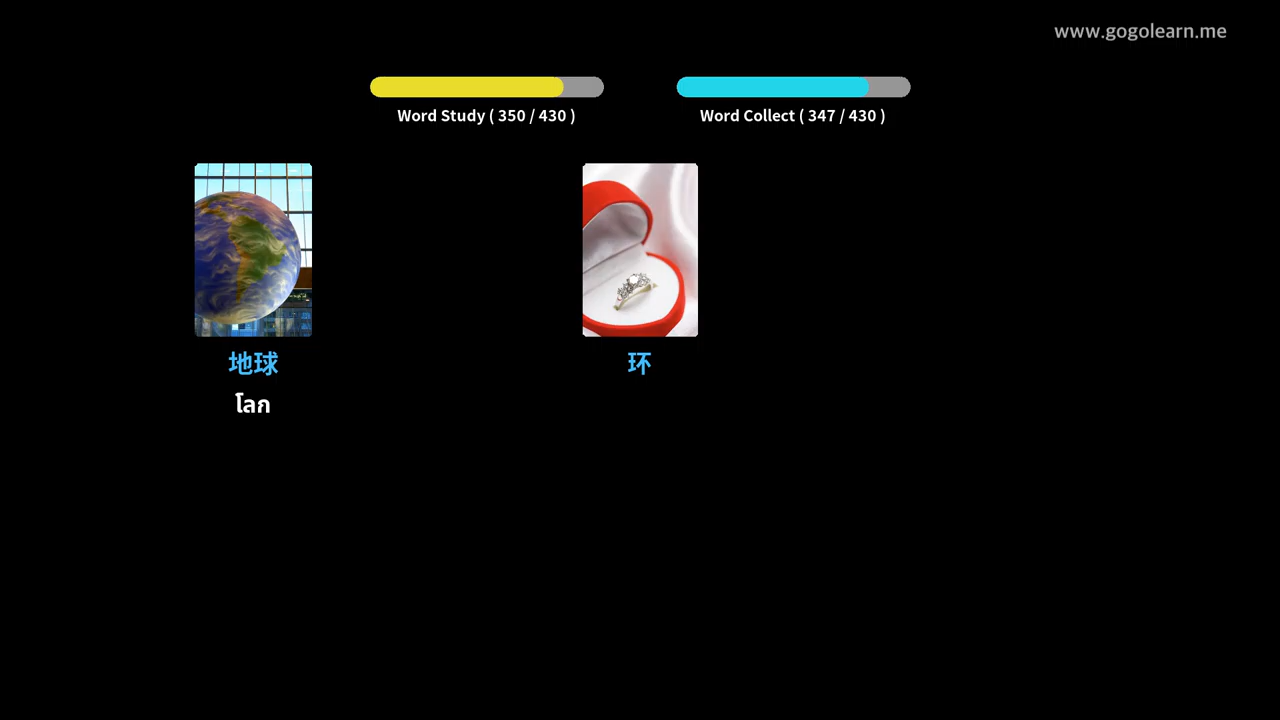 www.gogolearn.me
Word Study ( 350 / 430 )
Word Collect ( 347 / 430 )
地球
环
โลก